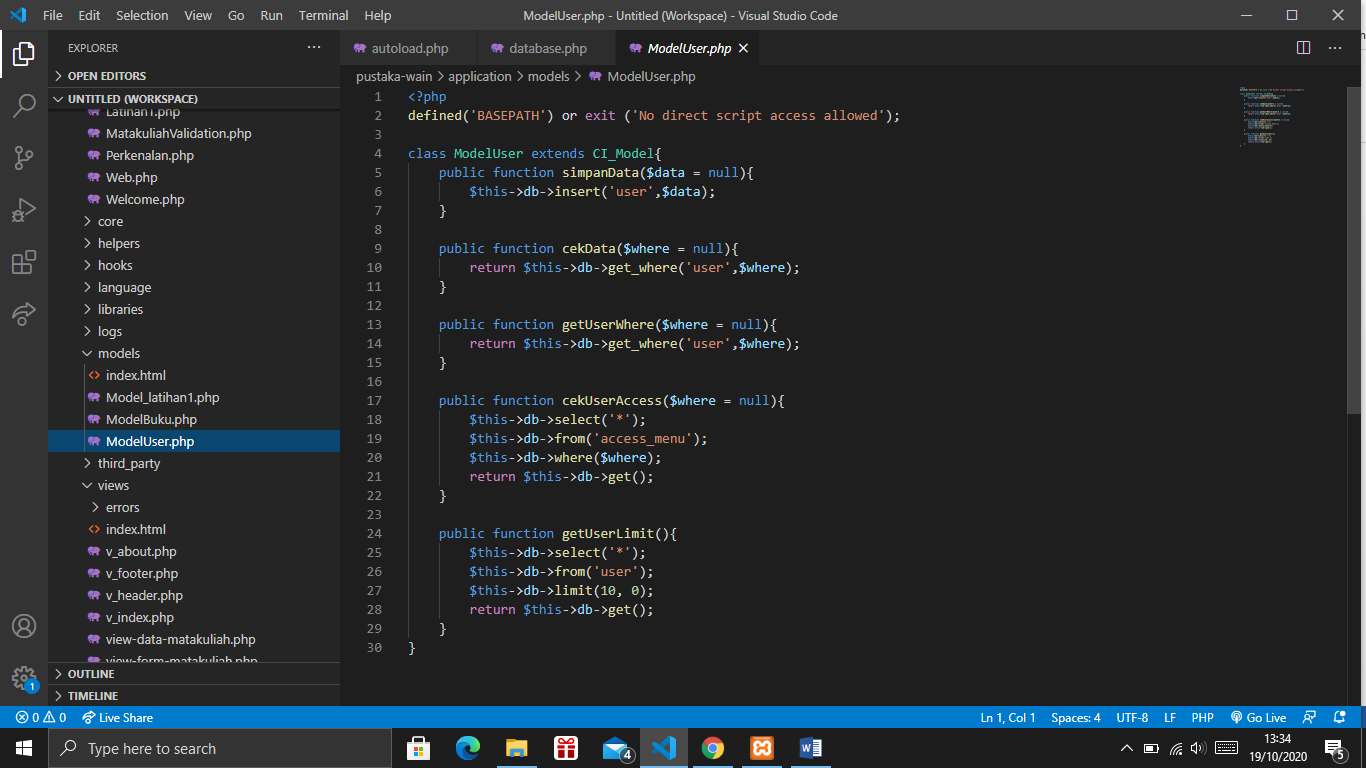 File Edit Selection View Go Run Terminal Help
ModelUser.php - Untitled (Workspace) - Visual Studio Code
EXPLORER
OPEN EDITORS
UNTITLED (WORKSPACE)
Latihan1.php
MatakuliahValidation.php
Perkenalan.php
Web.php
Welcome.php
core
helpers
hooks
language
libraries
logs
models
index.html
Model_latihan1.php
ModelBuku.php
ModelUser.php
third_party
views
errors
index.html
v_about.php
v_footer.php
v_header.php
v_index.php
view-data-matakuliah.php
view-form-matakuliah.php
OUTLINE
TIMELINE
1
autoload.php database.php ModelUser.php
pustaka-wain > application > models > ModelUser.php
1 <?php
2 defined('BASEPATH') or exit ('No direct script access allowed');
3
4 class ModelUser extends CI_Model{
5 public function simpanData($data = null){
6 $this->db->insert('user',$data);
7 }
8
9 public function cekData($where = null){
10 return $this->db->get_where('user',$where);
11 }
12
13 public function getUserWhere($where = null){
14 return $this->db->get_where('user',$where);
15 }
16
17 public function cekUserAccess($where = null){
18 $this->db->select('*');
19 $this->db->from('access_menu');
20 $this->db->where($where);
21 return $this->db->get();
22 }
23
24 public function getUserLimit(){
25 $this->db->select('*');
26 $this->db->from('user');
27 $this->db->limit(10, 0);
28 return $this->db->get();
29 }
30 }
0 0 Live Share
Ln 1, Col 1 Spaces: 4 UTF-8 LF PHP Go Live
Type here to search
4
13:34
19/10/2020
5